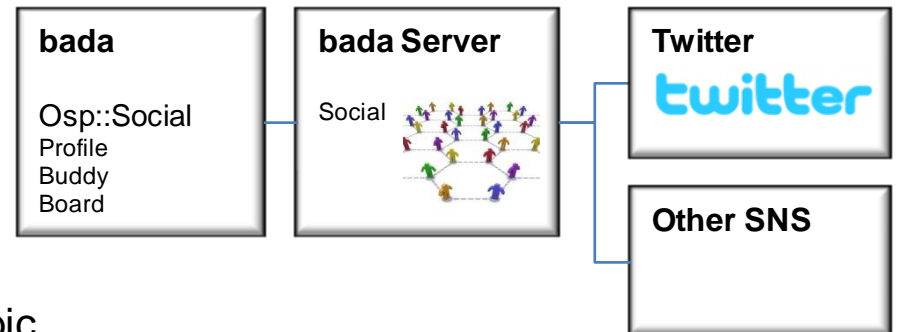 bada
Osp::Social
Profile
Buddy
Board
bada Server
Social
Twitter
twitter
Other SNS